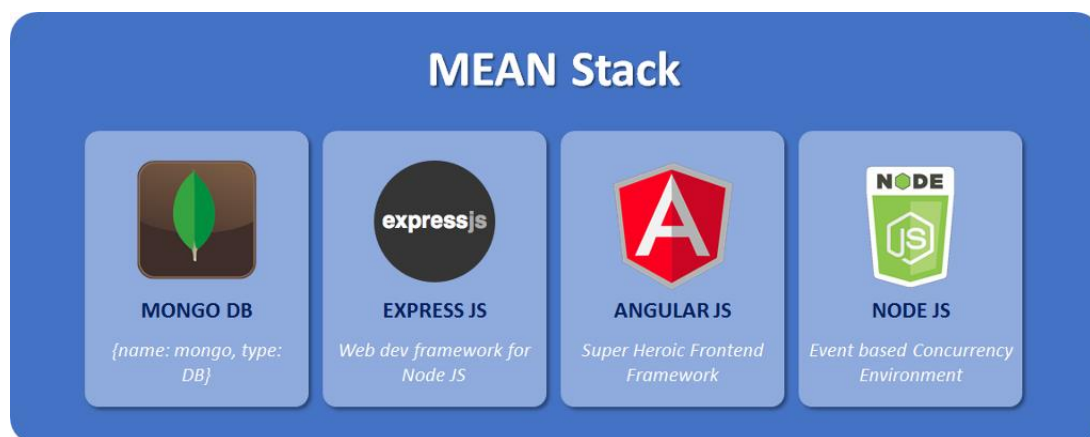 MEAN Stack
expressjs
A
NODE
JS
MONGO DB
EXPRESS JS
ANGULAR JS
NODE JS
{name: mongo, type:
DB}
Web dev framework for
Node JS
Super Heroic Frontend
Framework
Event based Concurrency
Environment